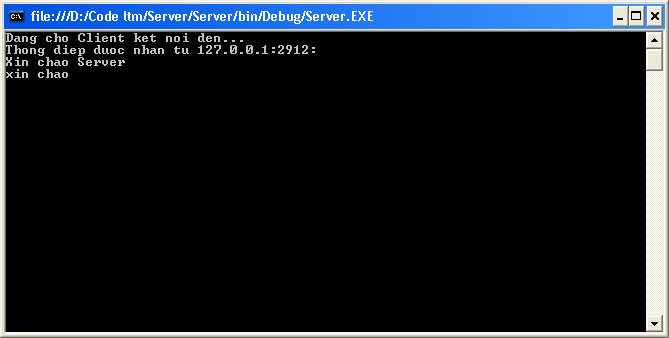 file:///D:/Code ltm/Server/Server/bin/Debug/Server.EXE
Dang cho Client ket noi den...
Thong diep duoc nhan tu 127.0.0.1:2912:
Xin chao Server
xin chao